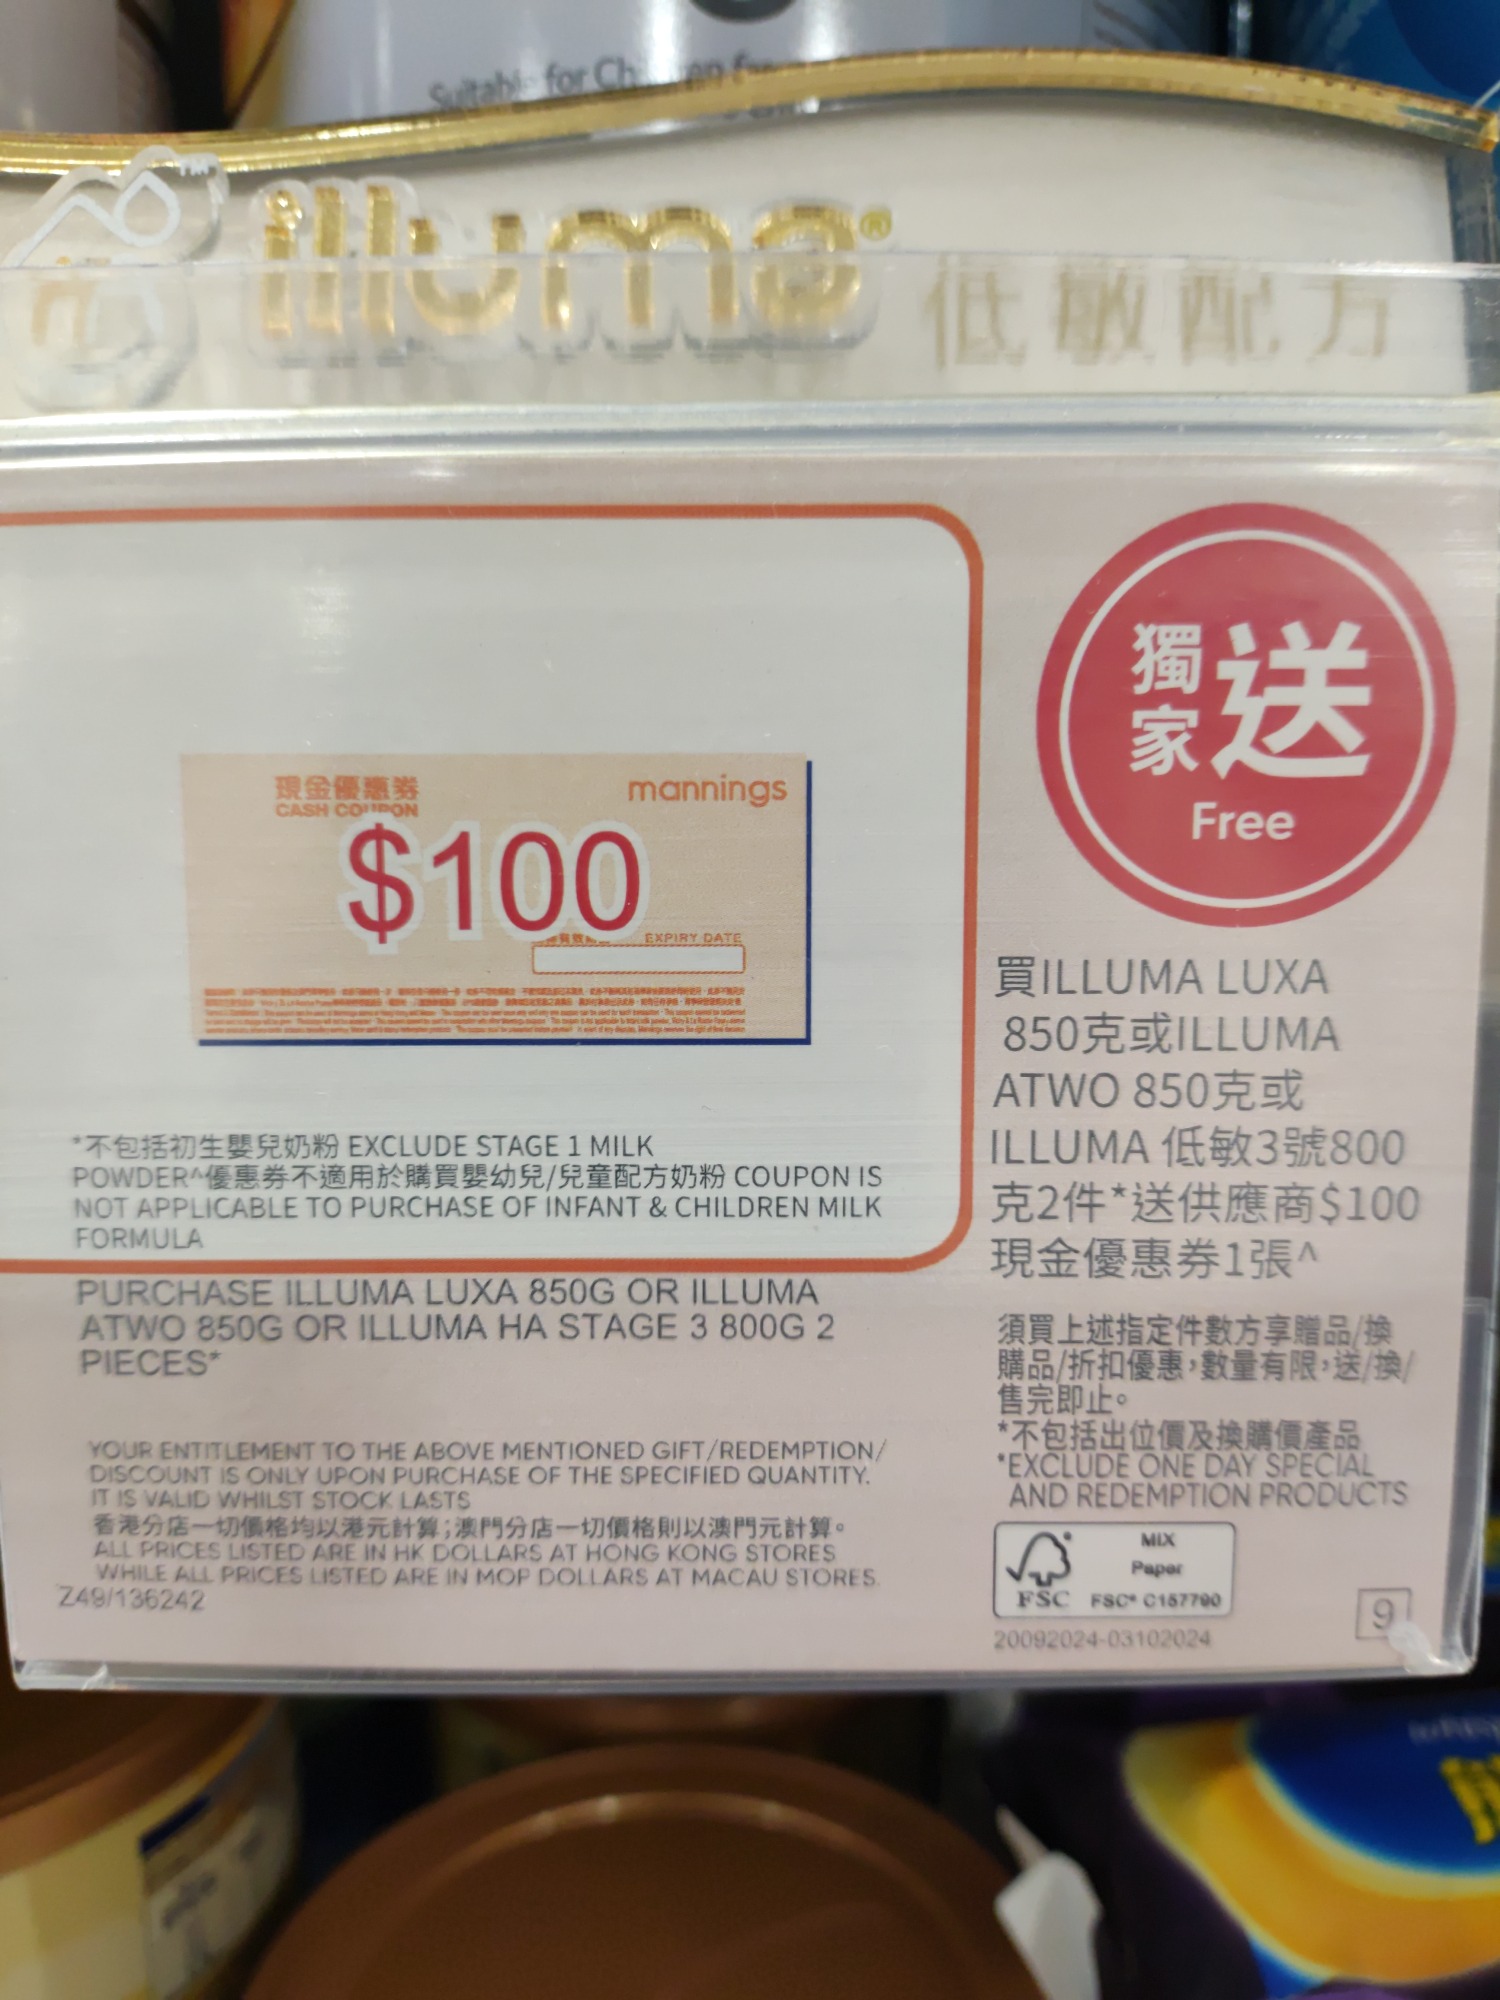 for
illuma®
低敏配方
現金優惠券
CASH COUPON
mannings
$100
EXPIRY DATE
獨家送
Free
*不包括初生嬰兒奶粉 EXCLUDE STAGE 1 MILK
POWDER^優惠券不適用於購買嬰幼兒/兒童配方奶粉 COUPON IS
NOT APPLICABLE TO PURCHASE OF INFANT & CHILDREN MILK
FORMULA
PURCHASE ILLUMA LUXA 850G OR ILLUMA
ATWO 850G OR ILLUMA HA STAGE 3 800G 2
PIECES*
YOUR ENTITLEMENT TO THE ABOVE MENTIONED GIFT/REDEMPTION/
DISCOUNT IS ONLY UPON PURCHASE OF THE SPECIFIED QUANTITY.
IT IS VALID WHILST STOCK LASTS
香港分店一切價格均以港元計算;澳門分店一切價格則以澳門元計算。
ALL PRICES LISTED ARE IN HK DOLLARS AT HONG KONG STORES
WHILE ALL PRICES LISTED ARE IN MOP DOLLARS AT MACAU STORES.
Z49/136242
買ILLUMA LUXA
850克或ILLUMA
ATWO 850克或
ILLUMA 低敏3號800
克2件*送供應商$100
現金優惠券1張^
須買上述指定件數方享贈品/換
購品/折扣優惠,數量有限,送/換/
售完即止。
*不包括出位價及換購價產品
*EXCLUDE ONE DAY SPECIAL
AND REDEMPTION PRODUCTS
FSC
MIX
Paper
FSC® C157790
20092024-03102024
9